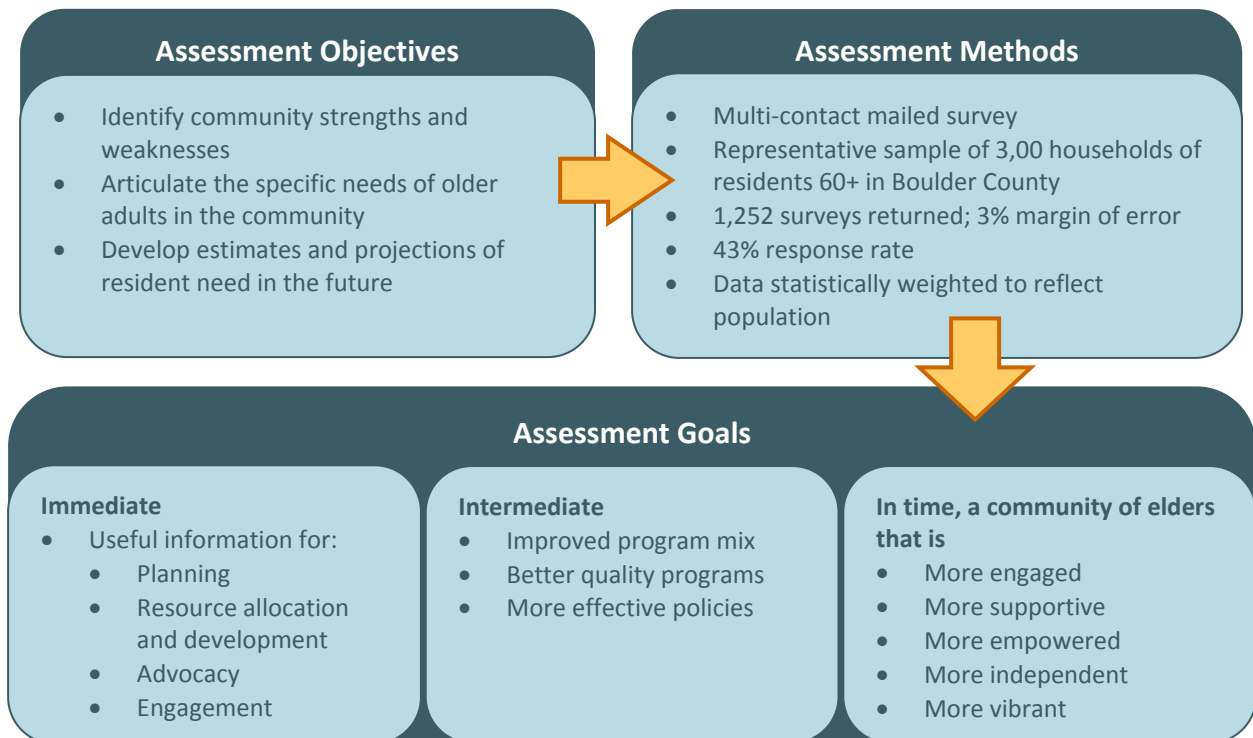 Assessment Objectives
• Identify community strengths and
weaknesses
• Articulate the specific needs of older
adults in the community
• Develop estimates and projections of
resident need in the future
Assessment Methods
• Multi-contact mailed survey
• Representative sample of 3,00 households of
residents 60+ in Boulder County
• 1,252 surveys returned; 3% margin of error
• 43% response rate
• Data statistically weighted to reflect
population
Assessment Goals
Immediate
• Useful information for:
• Planning
• Resource allocation
and development
• Advocacy
• Engagement
Intermediate
• Improved program mix
• Better quality programs
• More effective policies
In time, a community of elders
that is
• More engaged
• More supportive
• More empowered
• More independent
• More vibrant